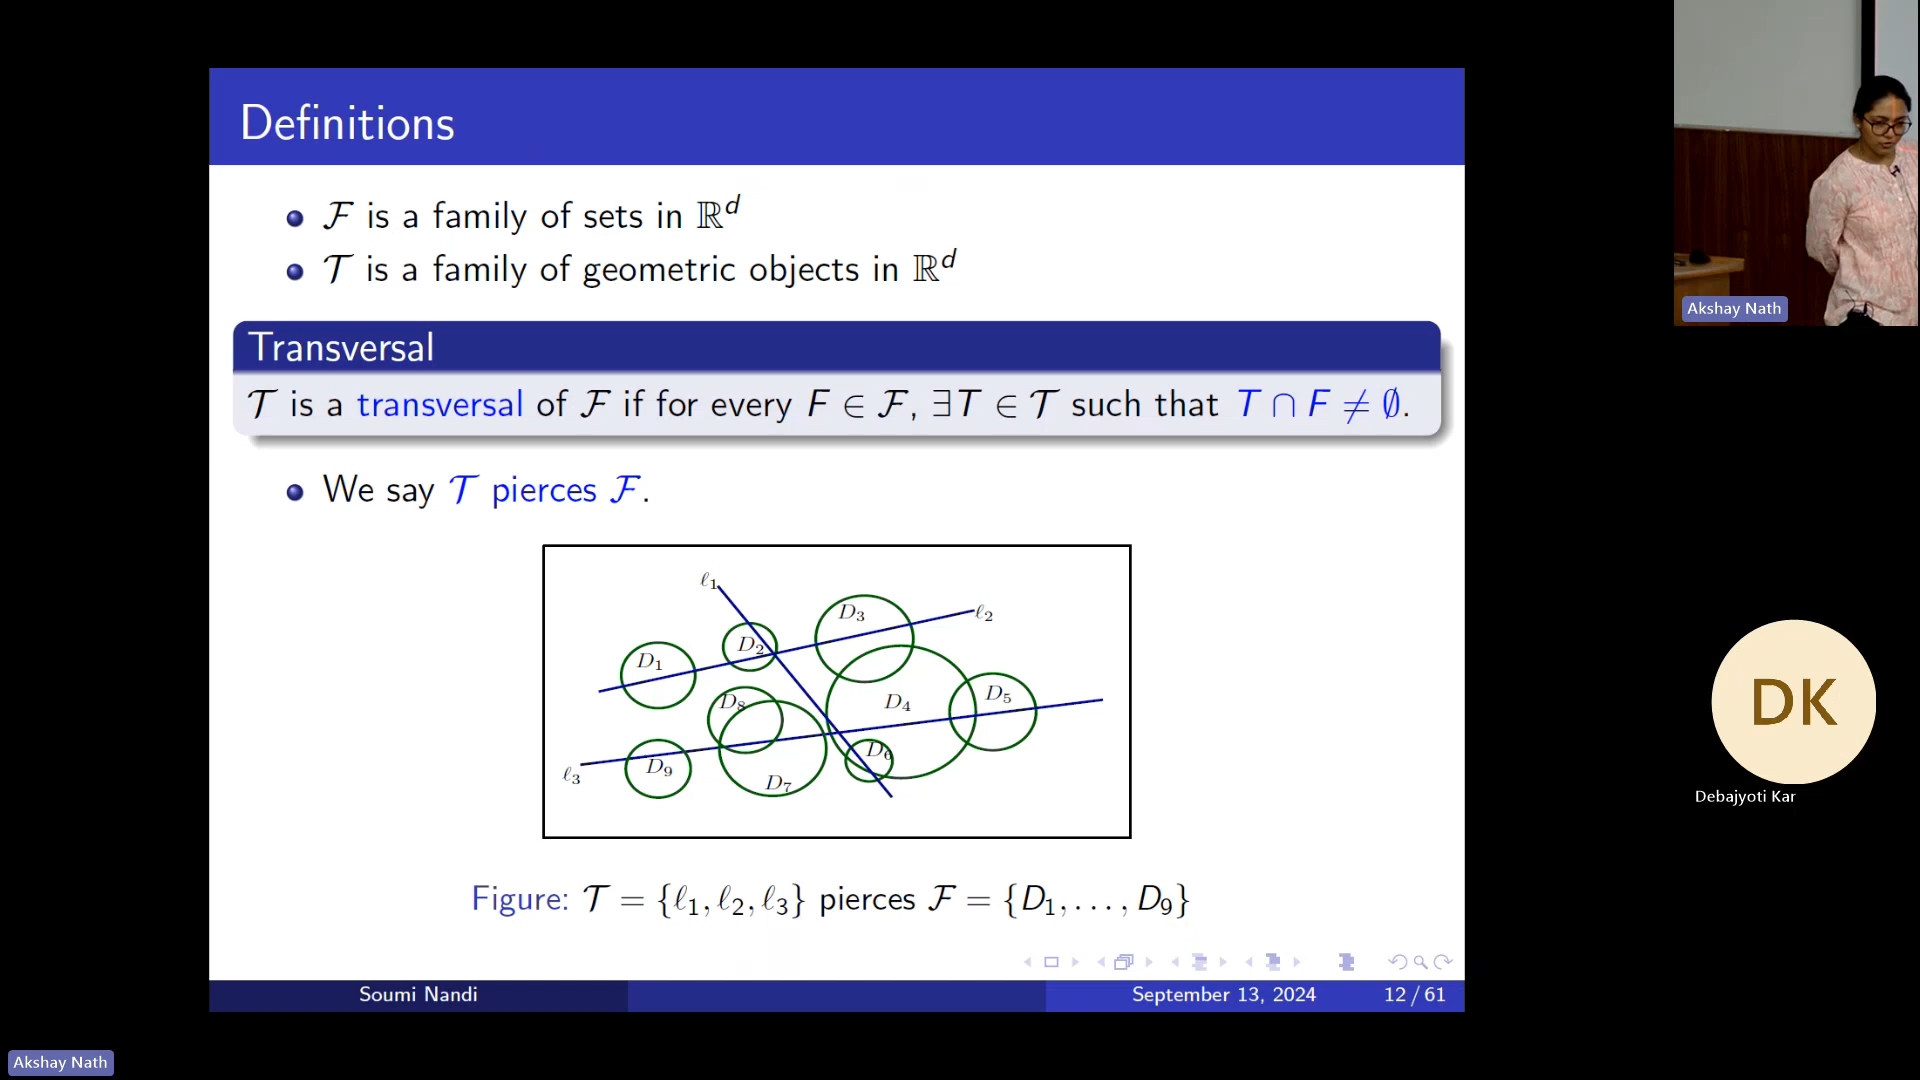 Definitions
ℱ is a family of sets in ℝᵈ
𝒯 is a family of geometric objects in ℝᵈ
Transversal
𝒯 is a transversal of ℱ if for every F ∈ ℱ, ∃ T ∈ 𝒯 such that T ∩ F ≠ ∅.
We say 𝒯 pierces ℱ.
ℓ₁
ℓ₂
D₃
D₂
D₁
D₅
D₈
D₄
D₆
D₉
ℓ₃
D₇
Figure: 𝒯 = {ℓ₁, ℓ₂, ℓ₃} pierces ℱ = {D₁, . . . , D₉}
Soumi Nandi
September 13, 2024
12 / 61
Akshay Nath
DK
Debajyoti Kar
Akshay Nath